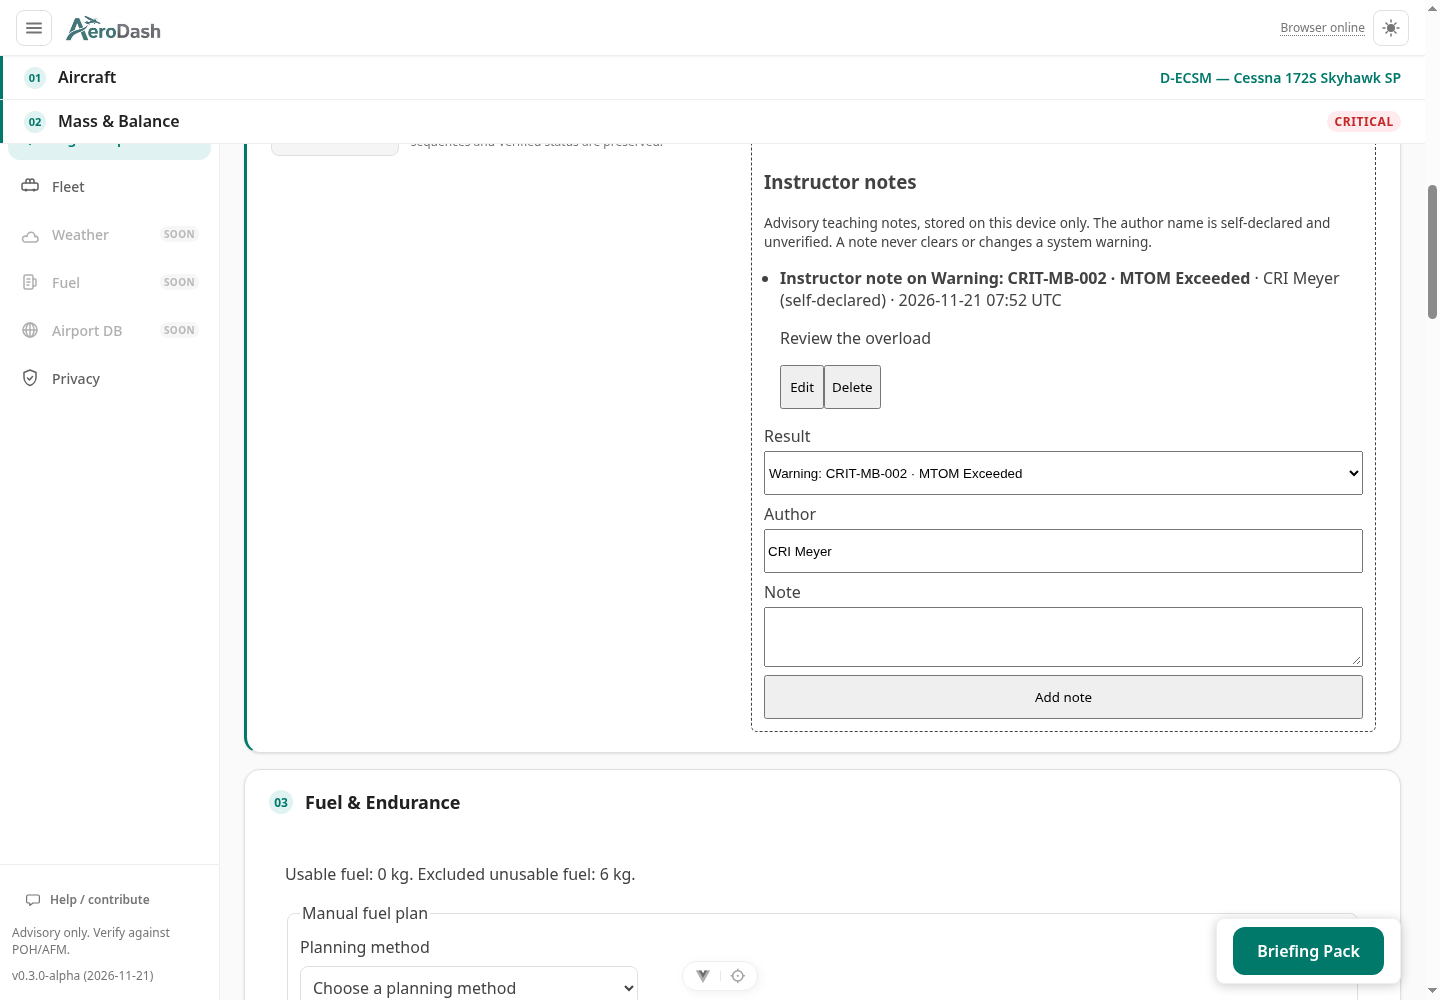 AeroDash
Browser online
01 Aircraft
D-ECSM — Cessna 172S Skyhawk SP
02 Mass & Balance
CRITICAL
Fleet
Weather SOON
Fuel SOON
Airport DB SOON
Privacy
Help / contribute
Advisory only. Verify against
POH/AFM.
v0.3.0-alpha (2026-11-21)
sequences and verified status are preserved.
Instructor notes
Advisory teaching notes, stored on this device only. The author name is self-declared and
unverified. A note never clears or changes a system warning.
Instructor note on Warning: CRIT-MB-002 · MTOM Exceeded · CRI Meyer
(self-declared) · 2026-11-21 07:52 UTC
Review the overload
Edit Delete
Result
Warning: CRIT-MB-002 · MTOM Exceeded
Author
CRI Meyer
Note
Add note
03 Fuel & Endurance
Usable fuel: 0 kg. Excluded unusable fuel: 6 kg.
Manual fuel plan
Planning method
Choose a planning method
Briefing Pack